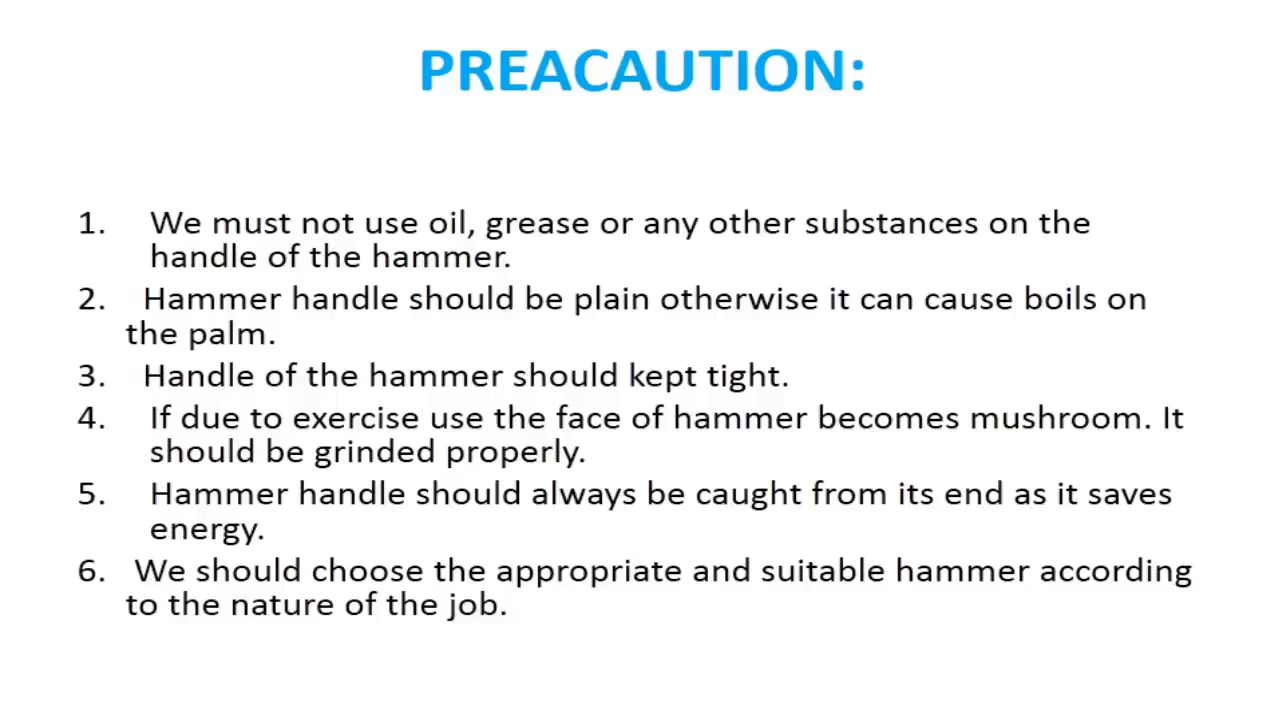 PREACAUTION:
1. We must not use oil, grease or any other substances on the
handle of the hammer.
2. Hammer handle should be plain otherwise it can cause boils on
the palm.
3. Handle of the hammer should kept tight.
4. If due to exercise use the face of hammer becomes mushroom. It
should be grinded properly.
5. Hammer handle should always be caught from its end as it saves
energy.
6. We should choose the appropriate and suitable hammer according
to the nature of the job.